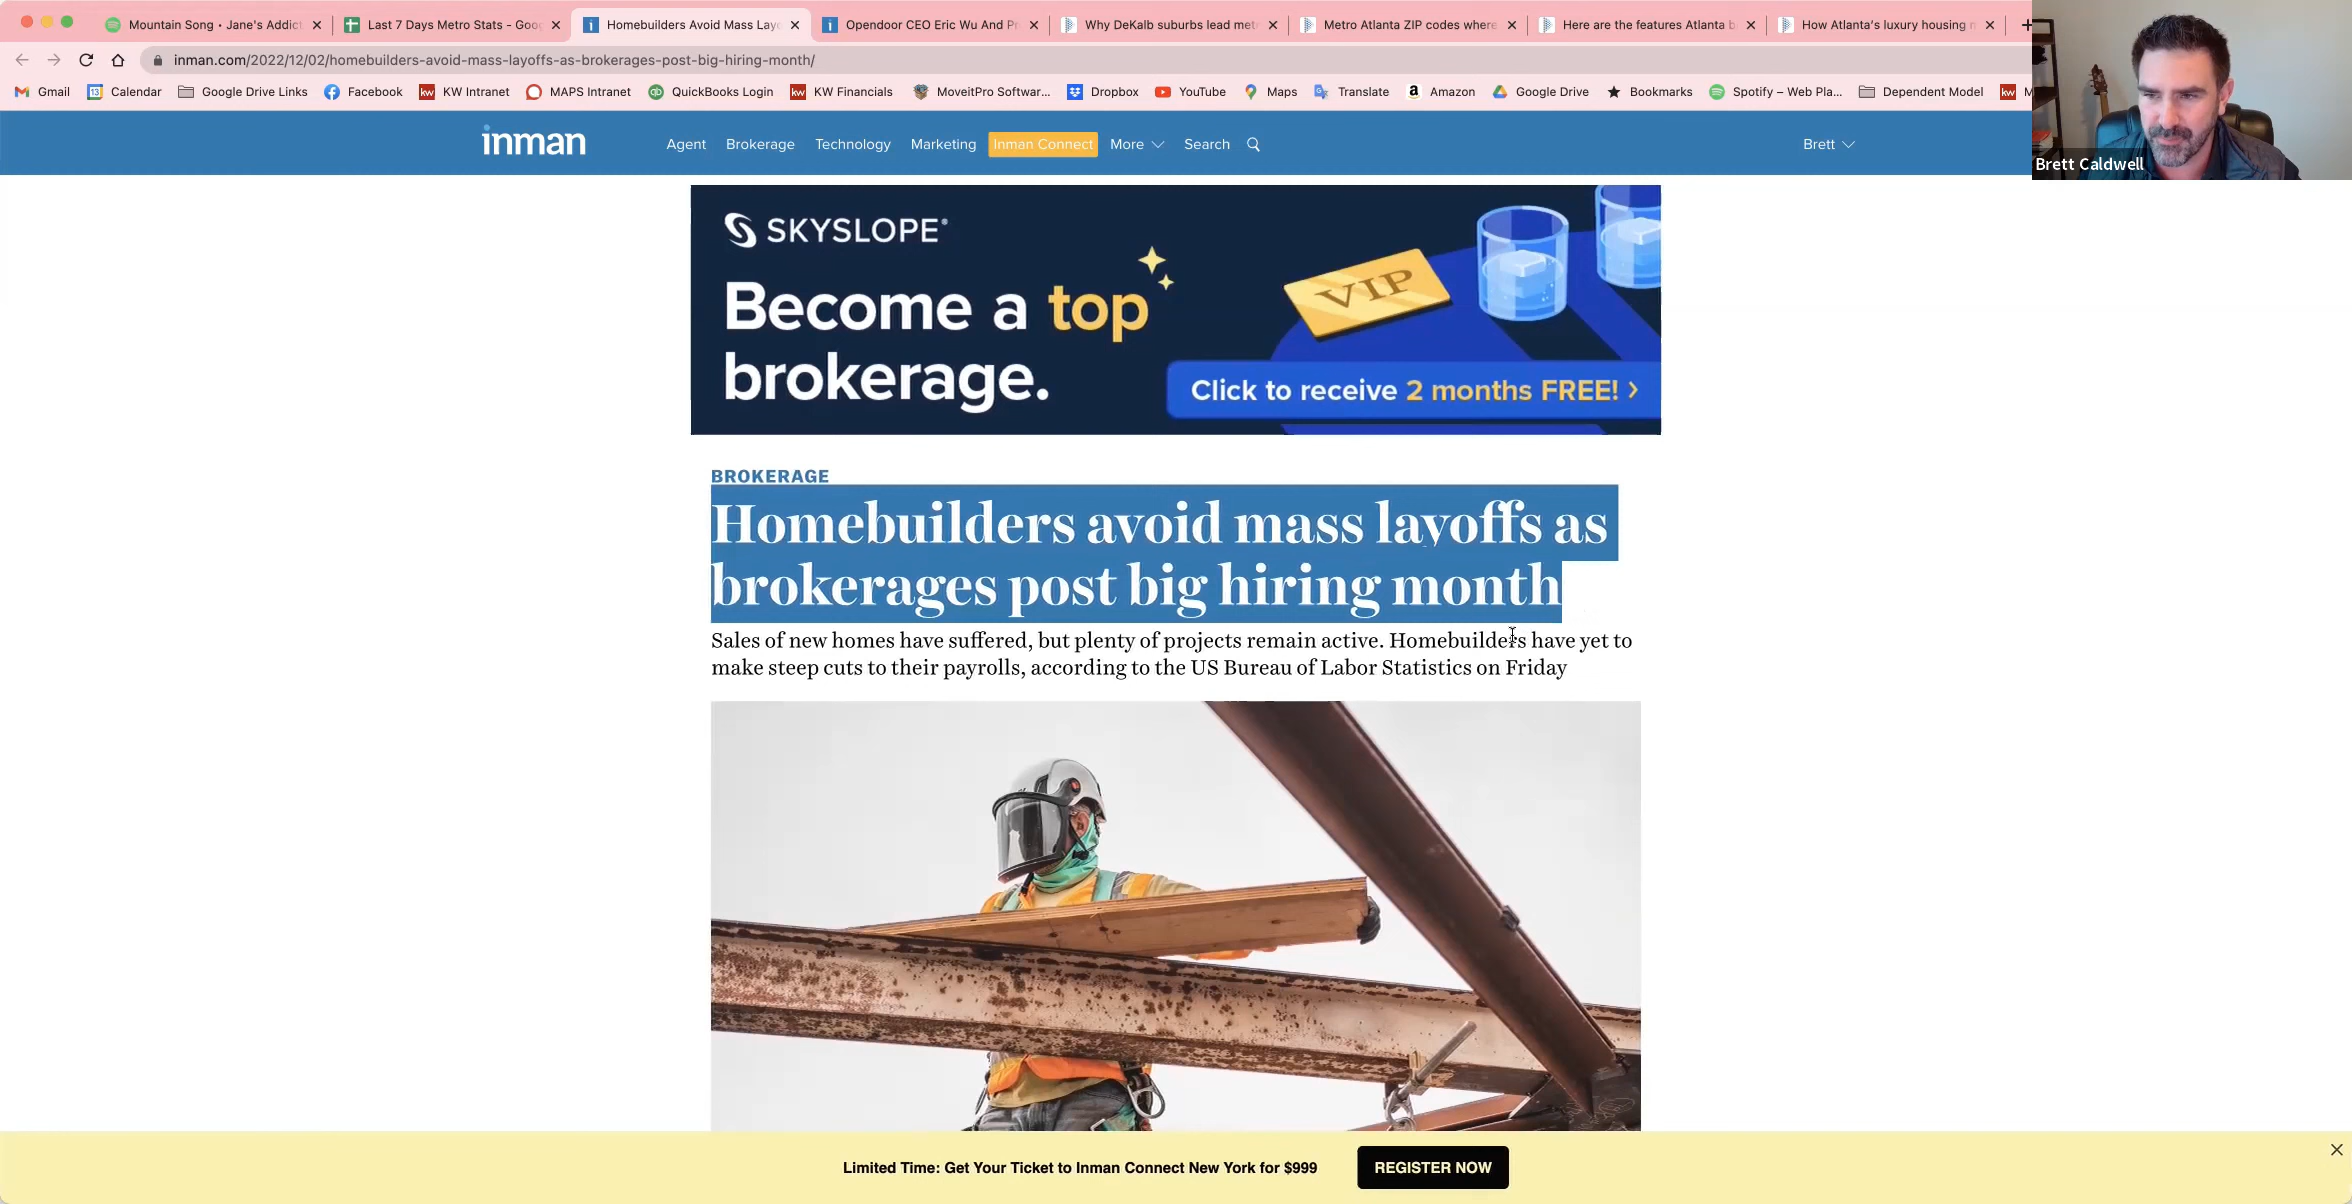 Mountain Song • Jane's Addict
Last 7 Days Metro Stats - Goog
Homebuilders Avoid Mass Layo
Opendoor CEO Eric Wu And Pr
Why DeKalb suburbs lead met
Metro Atlanta ZIP codes where
Here are the features Atlanta b
How Atlanta's luxury housing m
inman.com/2022/12/02/homebuilders-avoid-mass-layoffs-as-brokerages-post-big-hiring-month/
Gmail
13 Calendar
Google Drive Links
Facebook
kw KW Intranet
MAPS Intranet
qb QuickBooks Login
kw KW Financials
MoveitPro Softwar...
Dropbox
YouTube
Maps
Translate
a Amazon
Google Drive
Bookmarks
Spotify – Web Pla...
Dependent Model
kw M
Brett Caldwell
inman
Agent Brokerage Technology Marketing Inman Connect More Search
Brett
SKYSLOPE®
Become a top
brokerage.
VIP
Click to receive 2 months FREE! ›
BROKERAGE
Homebuilders avoid mass layoffs as
brokerages post big hiring month
Sales of new homes have suffered, but plenty of projects remain active. Homebuilders have yet to
make steep cuts to their payrolls, according to the US Bureau of Labor Statistics on Friday
Limited Time: Get Your Ticket to Inman Connect New York for $999
REGISTER NOW